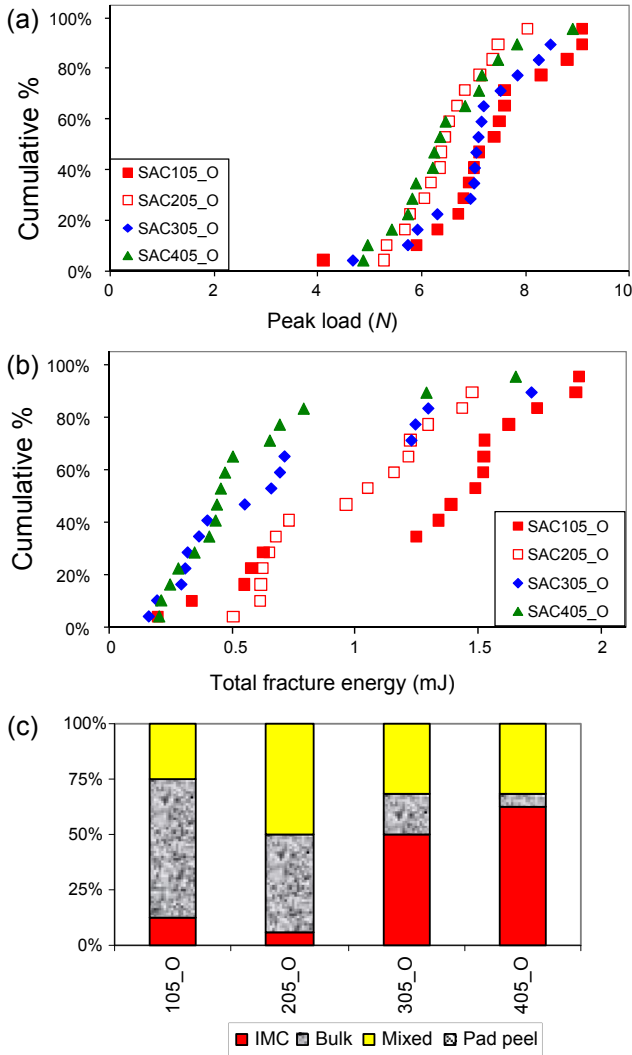 (a)
100%
80%
60%
40%
20%
0%
Cumulative %
SAC105_O
SAC205_O
SAC305_O
SAC405_O
0 2 4 6 8 10
Peak load (N)
(b)
100%
80%
60%
40%
20%
0%
Cumulative %
SAC105_O
SAC205_O
SAC305_O
SAC405_O
0 0.5 1 1.5 2
Total fracture energy (mJ)
(c)
100%
75%
50%
25%
0%
105_O 205_O 305_O 405_O
IMC Bulk Mixed Pad peel